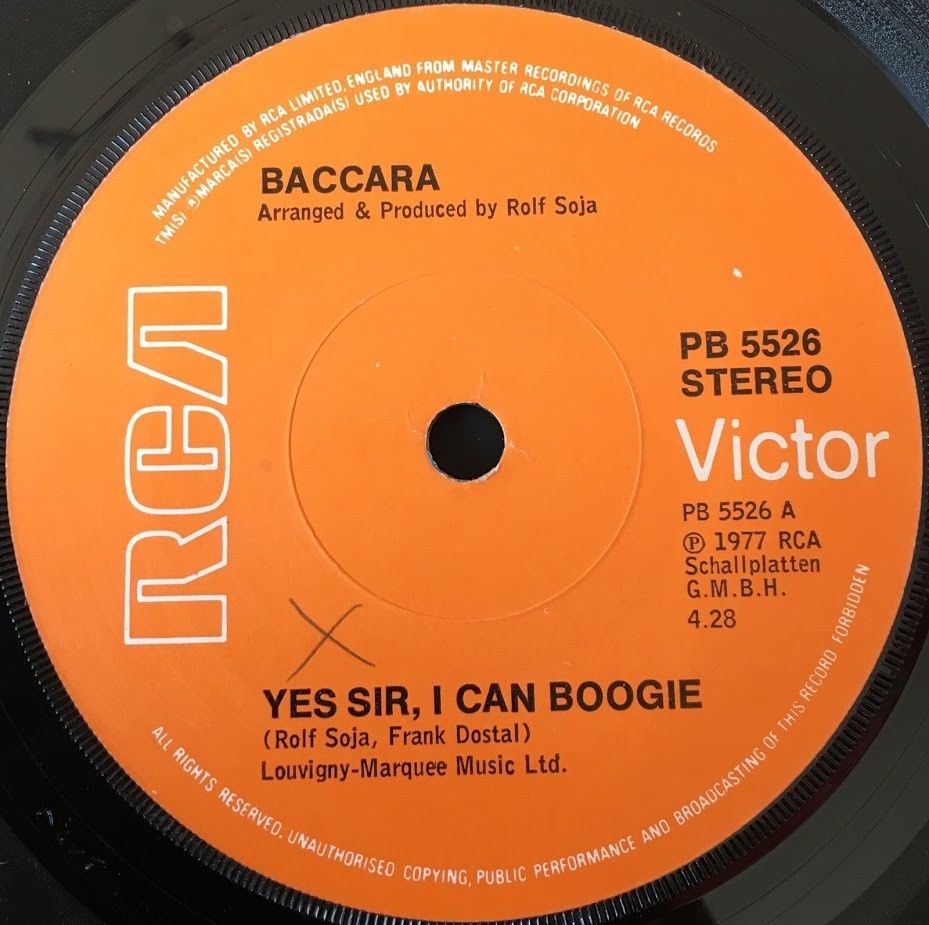 MANUFACTURED BY RCA LIMITED, ENGLAND FROM MASTER RECORDINGS OF RCA RECORDS
TM(S) ® MARCA(S) REGISTRADA(S) USED BY AUTHORITY OF RCA CORPORATION
BACCARA
Arranged & Produced by Rolf Soja
RCA
PB 5526
STEREO
Victor
PB 5526 A
℗ 1977 RCA
Schallplatten
G.M.B.H.
4.28
X
YES SIR, I CAN BOOGIE
(Rolf Soja, Frank Dostal)
Louvigny-Marquee Music Ltd.
ALL RIGHTS RESERVED. UNAUTHORISED COPYING, PUBLIC PERFORMANCE AND BROADCASTING OF THIS RECORD FORBIDDEN